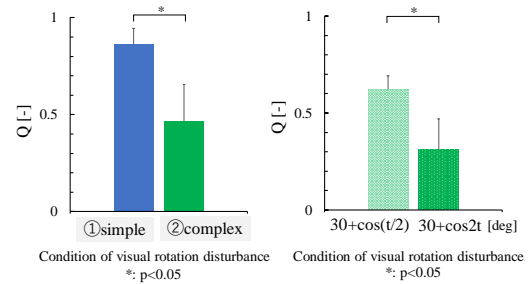 *
1
0.5
0
Q [-]
①simple
②complex
Condition of visual rotation disturbance
*: p<0.05
*
1
0.5
0
Q [-]
30+cos(t/2)
30+cos2t
[deg]
Condition of visual rotation disturbance
*: p<0.05